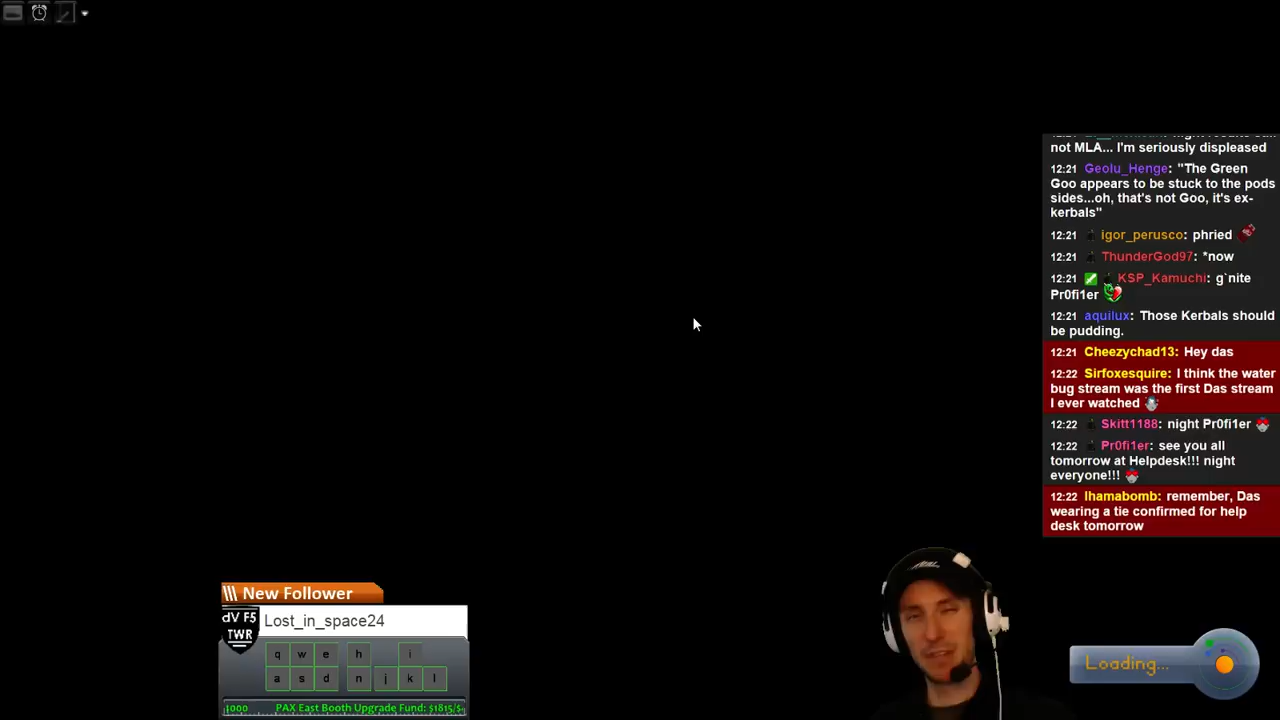 not MLA... I'm seriously displeased
12:21 Geolu_Henge: "The Green
Goo appears to be stuck to the pods
sides...oh, that's not Goo, it's ex-
kerbals"
12:21 igor_perusco: phried
12:21 ThunderGod97: *now
12:21 KSP_Kamuchi: g`nite
Pr0fi1er
12:21 aquilux: Those Kerbals should
be pudding.
12:21 Cheezychad13: Hey das
12:22 Sirfoxesquire: I think the water
bug stream was the first Das stream
I ever watched
12:22 Skitt1188: night Pr0fi1er
12:22 Pr0fi1er: see you all
tomorrow at Helpdesk!!! night
everyone!!!
12:22 lhamabomb: remember, Das
wearing a tie confirmed for help
desk tomorrow
New Follower
dV F5
TWR
Lost_in_space24
q w e h i
a s d n j k l
1000 PAX East Booth Upgrade Fund: $1815/$
Loading...